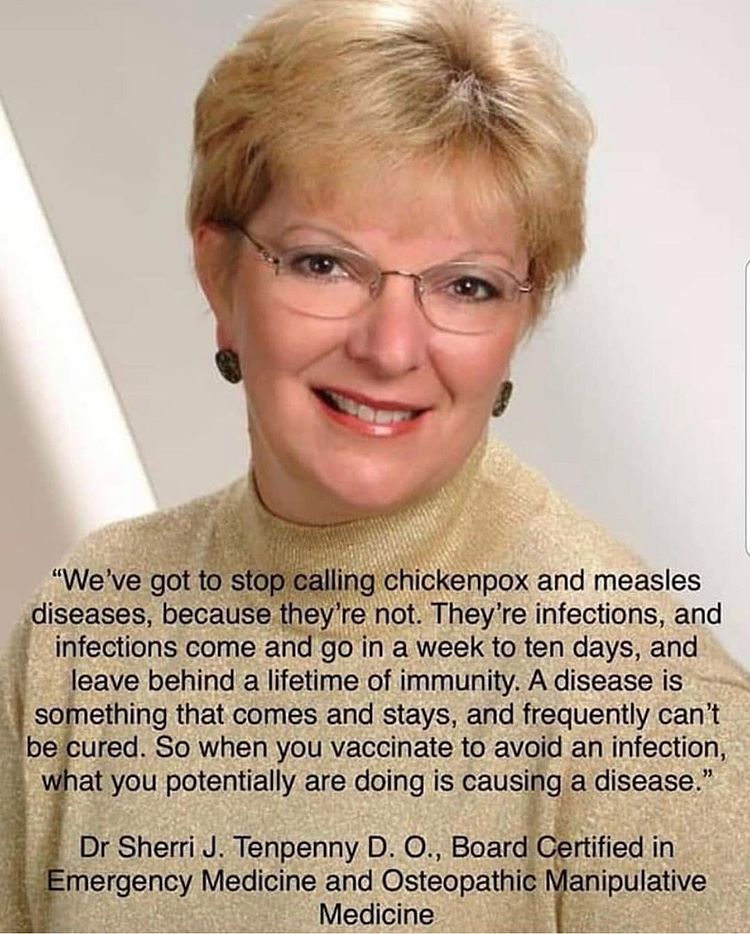 “We’ve got to stop calling chickenpox and measles
diseases, because they’re not. They’re infections, and
infections come and go in a week to ten days, and
leave behind a lifetime of immunity. A disease is
something that comes and stays, and frequently can’t
be cured. So when you vaccinate to avoid an infection,
what you potentially are doing is causing a disease.”
Dr Sherri J. Tenpenny D. O., Board Certified in
Emergency Medicine and Osteopathic Manipulative
Medicine